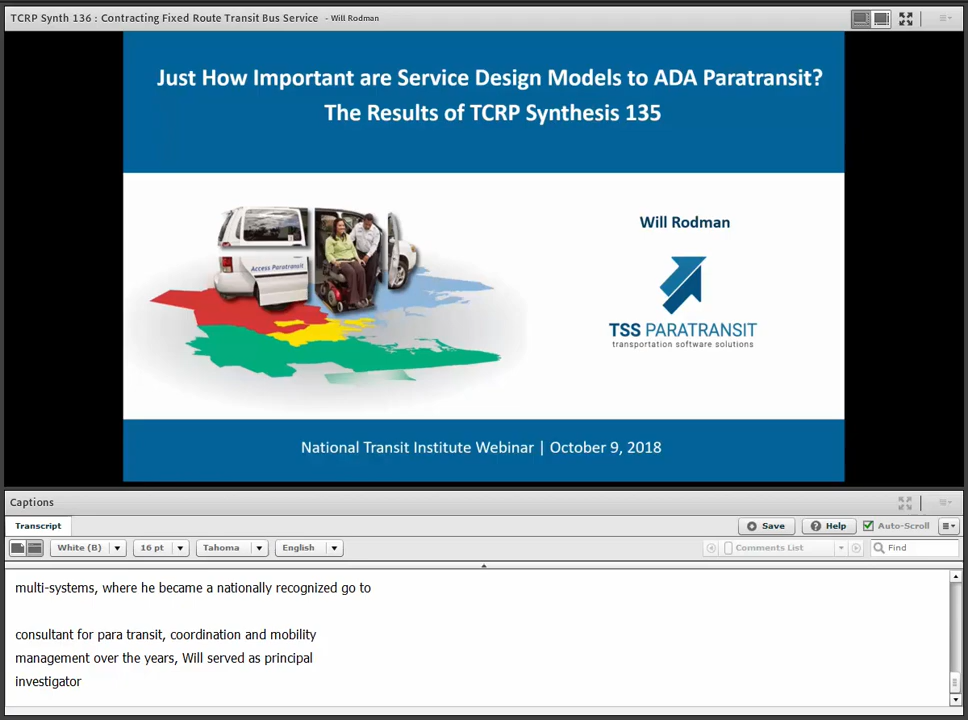 TCRP Synth 136 : Contracting Fixed Route Transit Bus Service - Will Rodman
Just How Important are Service Design Models to ADA Paratransit?
The Results of TCRP Synthesis 135
Access Paratransit
Will Rodman
TSS PARATRANSIT
transportation software solutions
National Transit Institute Webinar | October 9, 2018
Captions
Transcript
Save
Help
Auto-Scroll
White (B)
16 pt
Tahoma
English
Comments List
Find
multi-systems, where he became a nationally recognized go to
consultant for para transit, coordination and mobility
management over the years, Will served as principal
investigator